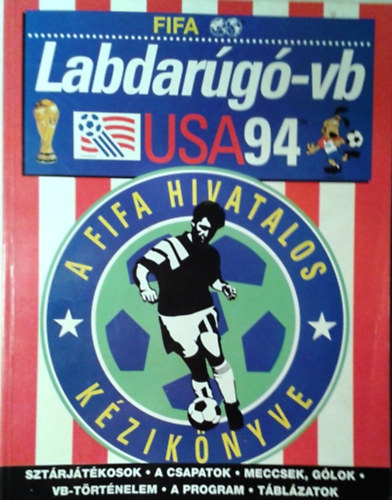 FIFA
Labdarúgó-vb
USA94
A FIFA HIVATALOS
KÉZIKÖNYVE
SZTÁRJÁTÉKOSOK • A CSAPATOK • MECCSEK, GÓLOK •
VB-TÖRTÉNELEM • A PROGRAM • TÁBLÁZATOK